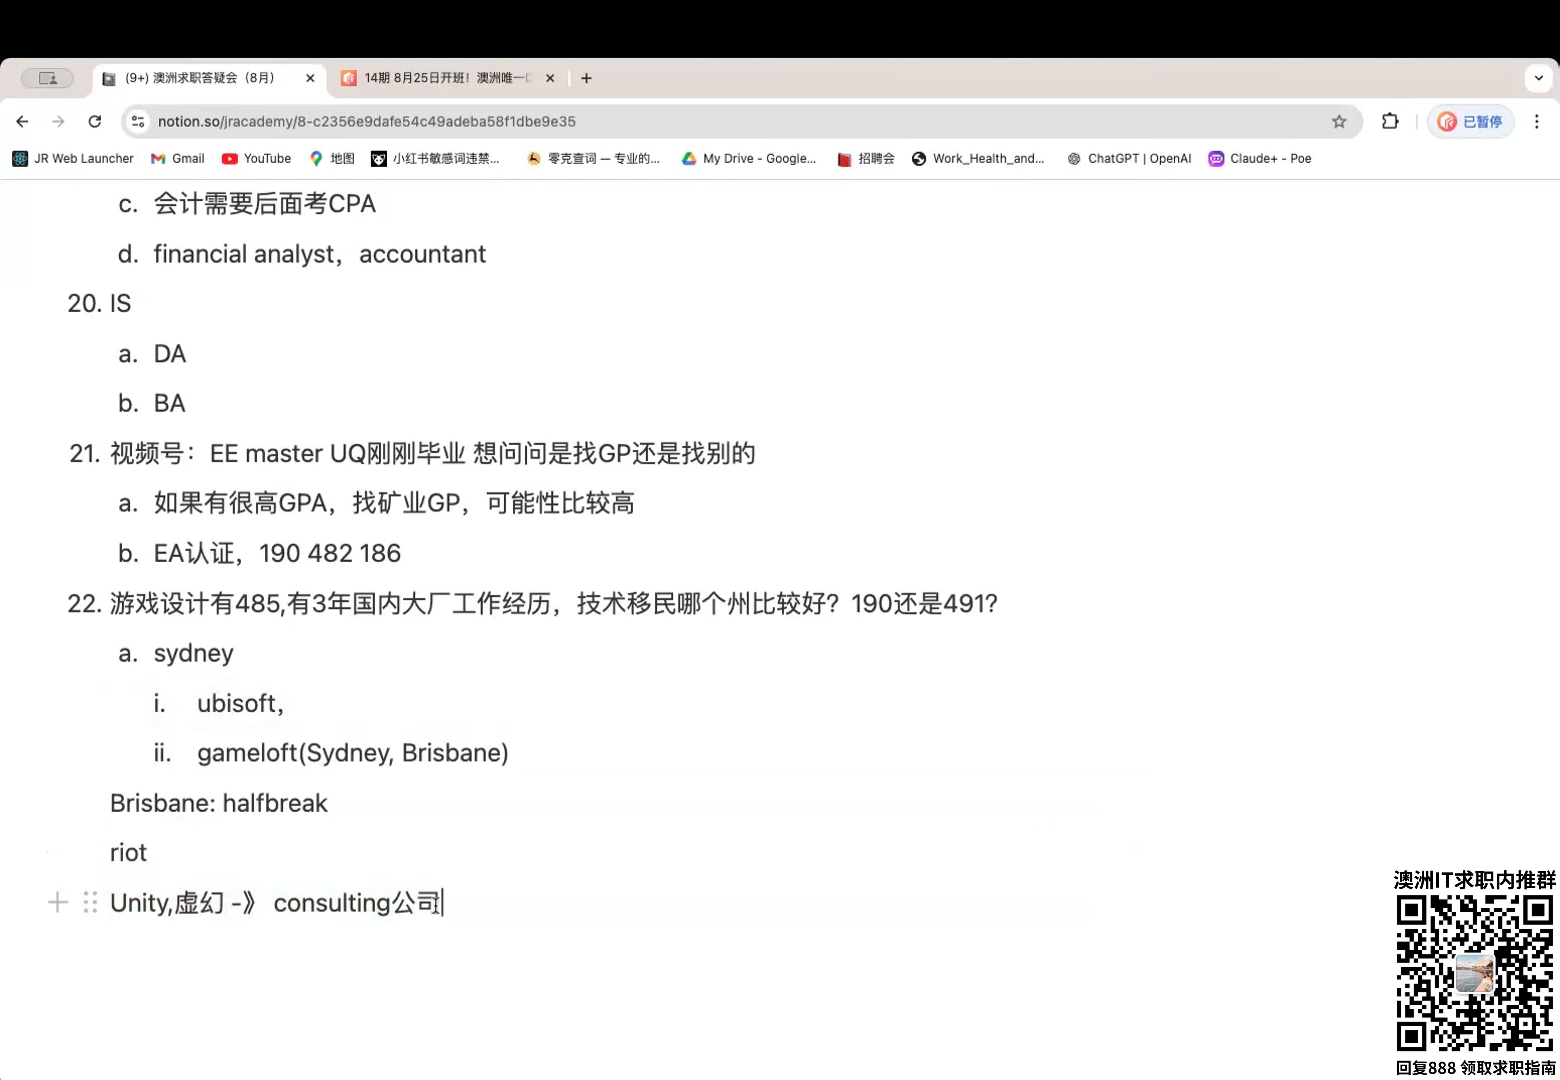 (9+) 澳洲求职答疑会（8月）
14期 8月25日开班！澳洲唯一
notion.so/jracademy/8-c2356e9dafe54c49adeba58f1dbe9e35
已暂停
JR Web Launcher
Gmail
YouTube
地图
小红书敏感词违禁...
零克查词 — 专业的...
My Drive - Google...
招聘会
Work_Health_and...
ChatGPT | OpenAI
Claude+ - Poe
c. 会计需要后面考CPA
d. financial analyst，accountant
20. IS
a. DA
b. BA
21. 视频号：EE master UQ刚刚毕业 想问问是找GP还是找别的
a. 如果有很高GPA，找矿业GP，可能性比较高
b. EA认证，190 482 186
22. 游戏设计有485,有3年国内大厂工作经历，技术移民哪个州比较好？190还是491?
a. sydney
i. ubisoft，
ii. gameloft(Sydney, Brisbane)
Brisbane: halfbreak
riot
Unity,虚幻 -》 consulting公司
澳洲IT求职内推群
回复888 领取求职指南